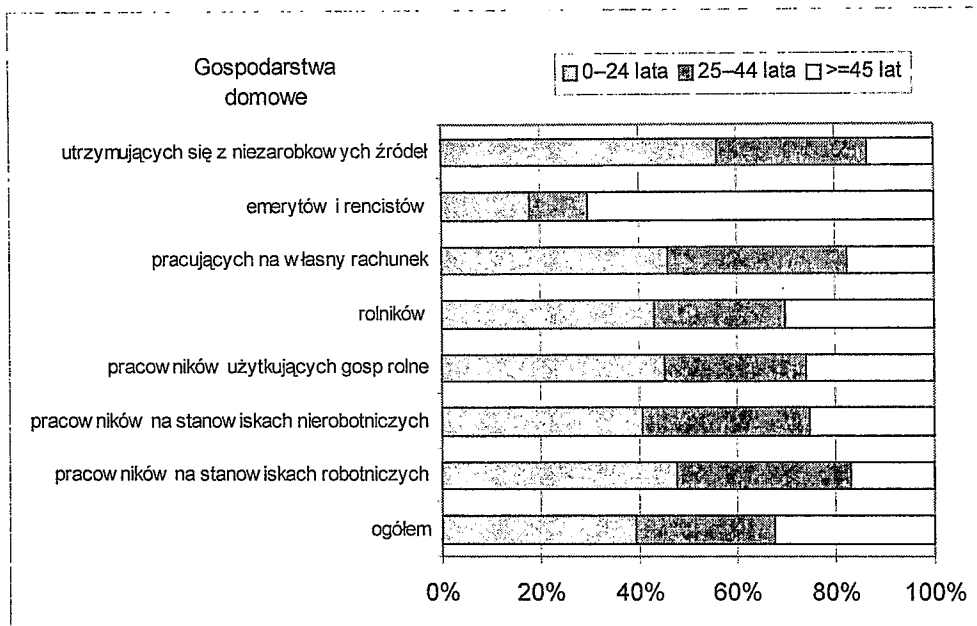 Gospodarstwa
domowe
0–24 lata 25–44 lata >=45 lat
utrzymujących się z niezarobkowych źródeł
emerytów i rencistów
pracujących na własny rachunek
rolników
pracowników użytkujących gosp rolne
pracowników na stanowiskach nierobotniczych
pracowników na stanowiskach robotniczych
ogółem
0% 20% 40% 60% 80% 100%